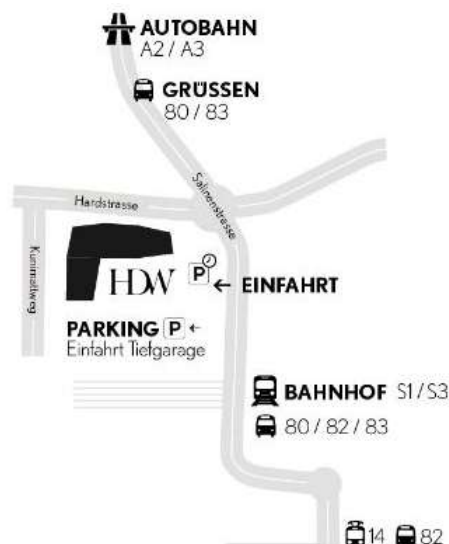 AUTOBAHN
A2 / A3
GRÜSSEN
80 / 83
Salinenstrasse
Hardstrasse
Kunimattweg
HDW
P
← EINFAHRT
PARKING P ←
Einfahrt Tiefgarage
BAHNHOF S1 / S3
80 / 82 / 83
14 82